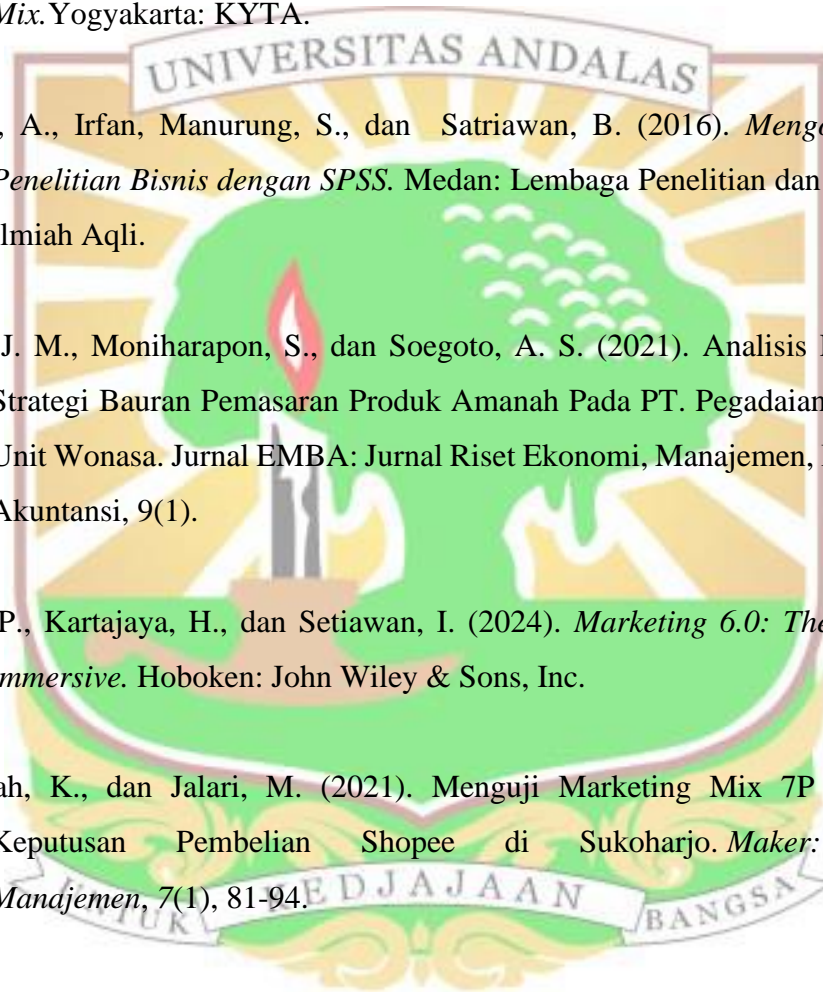 Mix.Yogyakarta: KYTA.
UNIVERSITAS ANDALAS
, A., Irfan, Manurung, S., dan Satriawan, B. (2016). Mengo
Penelitian Bisnis dengan SPSS. Medan: Lembaga Penelitian dan
lmiah Aqli.
J. M., Moniharapon, S., dan Soegoto, A. S. (2021). Analisis
Strategi Bauran Pemasaran Produk Amanah Pada PT. Pegadaian
Unit Wonasa. Jurnal EMBA: Jurnal Riset Ekonomi, Manajemen,
Akuntansi, 9(1).
P., Kartajaya, H., dan Setiawan, I. (2024). Marketing 6.0: The
mmersive. Hoboken: John Wiley & Sons, Inc.
ah, K., dan Jalari, M. (2021). Menguji Marketing Mix 7P
Keputusan Pembelian Shopee di Sukoharjo. Maker:
Manajemen, 7(1), 81-94.
UNTUK KEDJAJAAN BANGSA